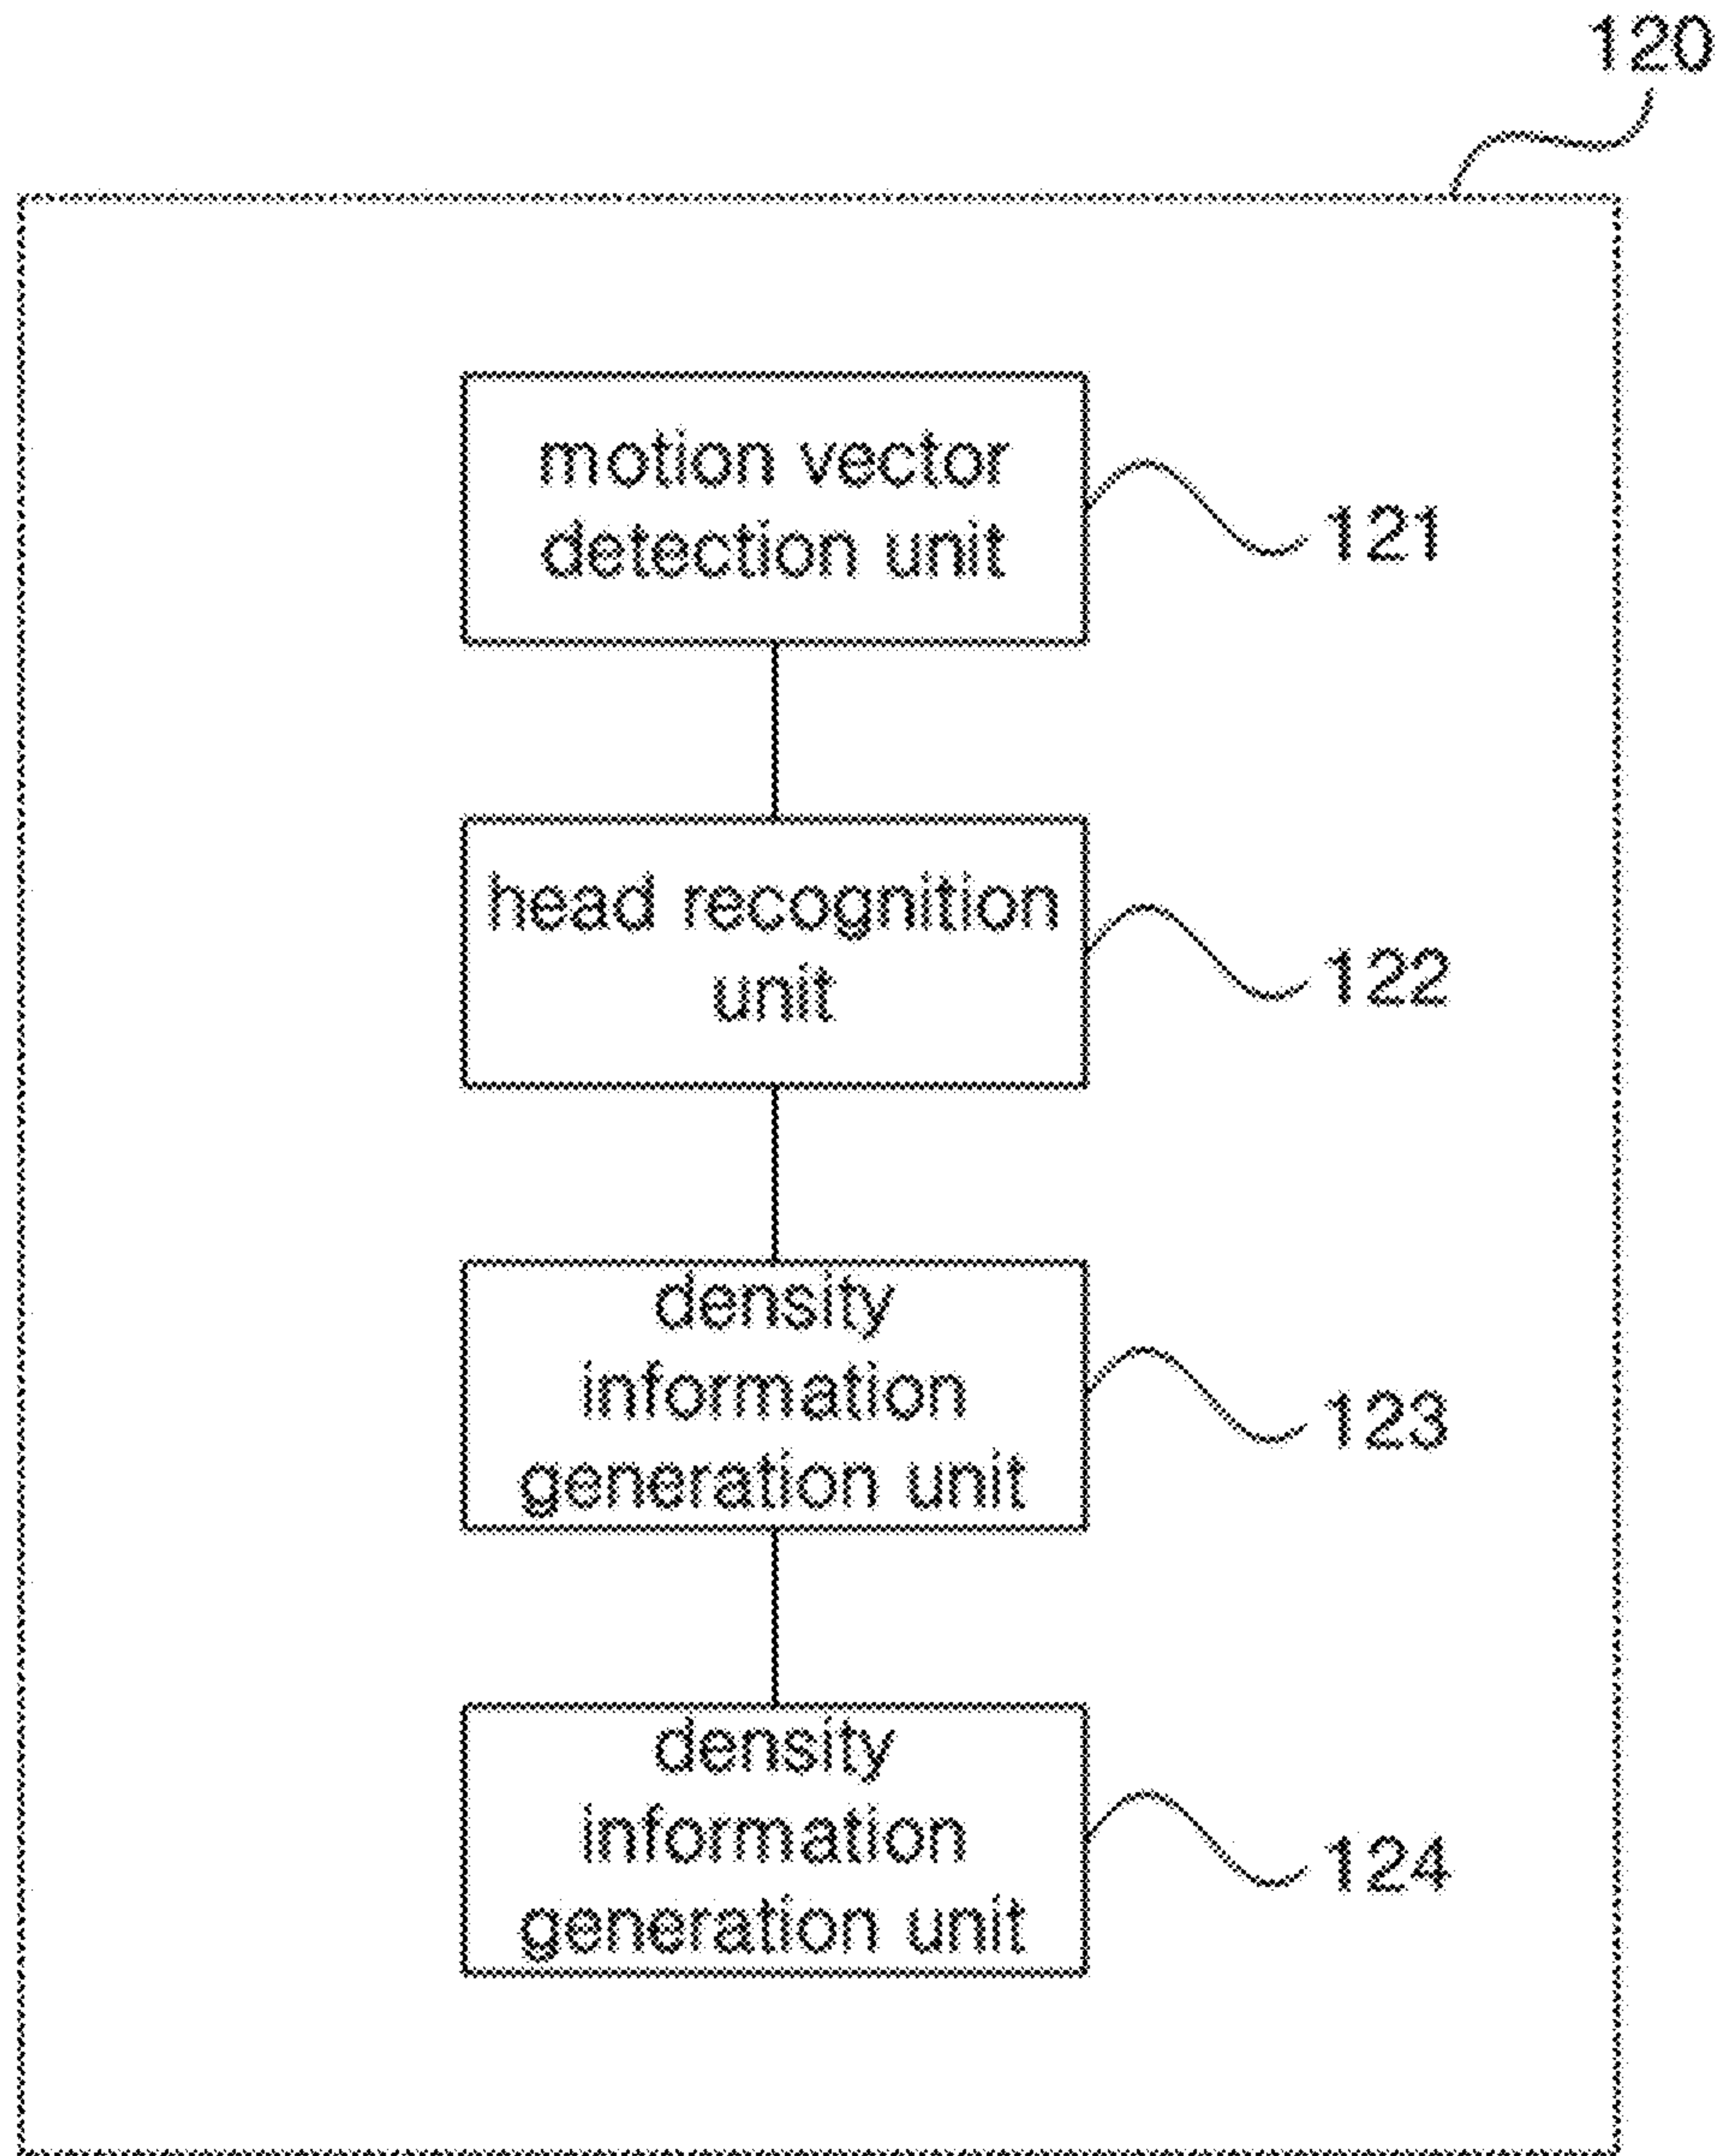 120
motion vector
detection unit
121
head recognition
unit
122
density
information
generation unit
123
density
information
generation unit
124